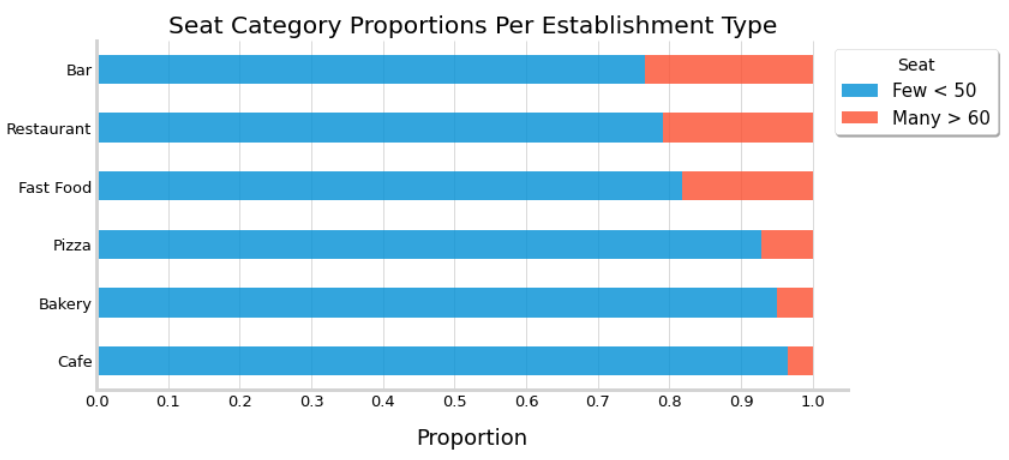 Seat Category Proportions Per Establishment Type
Bar
Restaurant
Fast Food
Pizza
Bakery
Cafe
0.0 0.1 0.2 0.3 0.4 0.5 0.6 0.7 0.8 0.9 1.0
Proportion
Seat
Few < 50
Many > 60